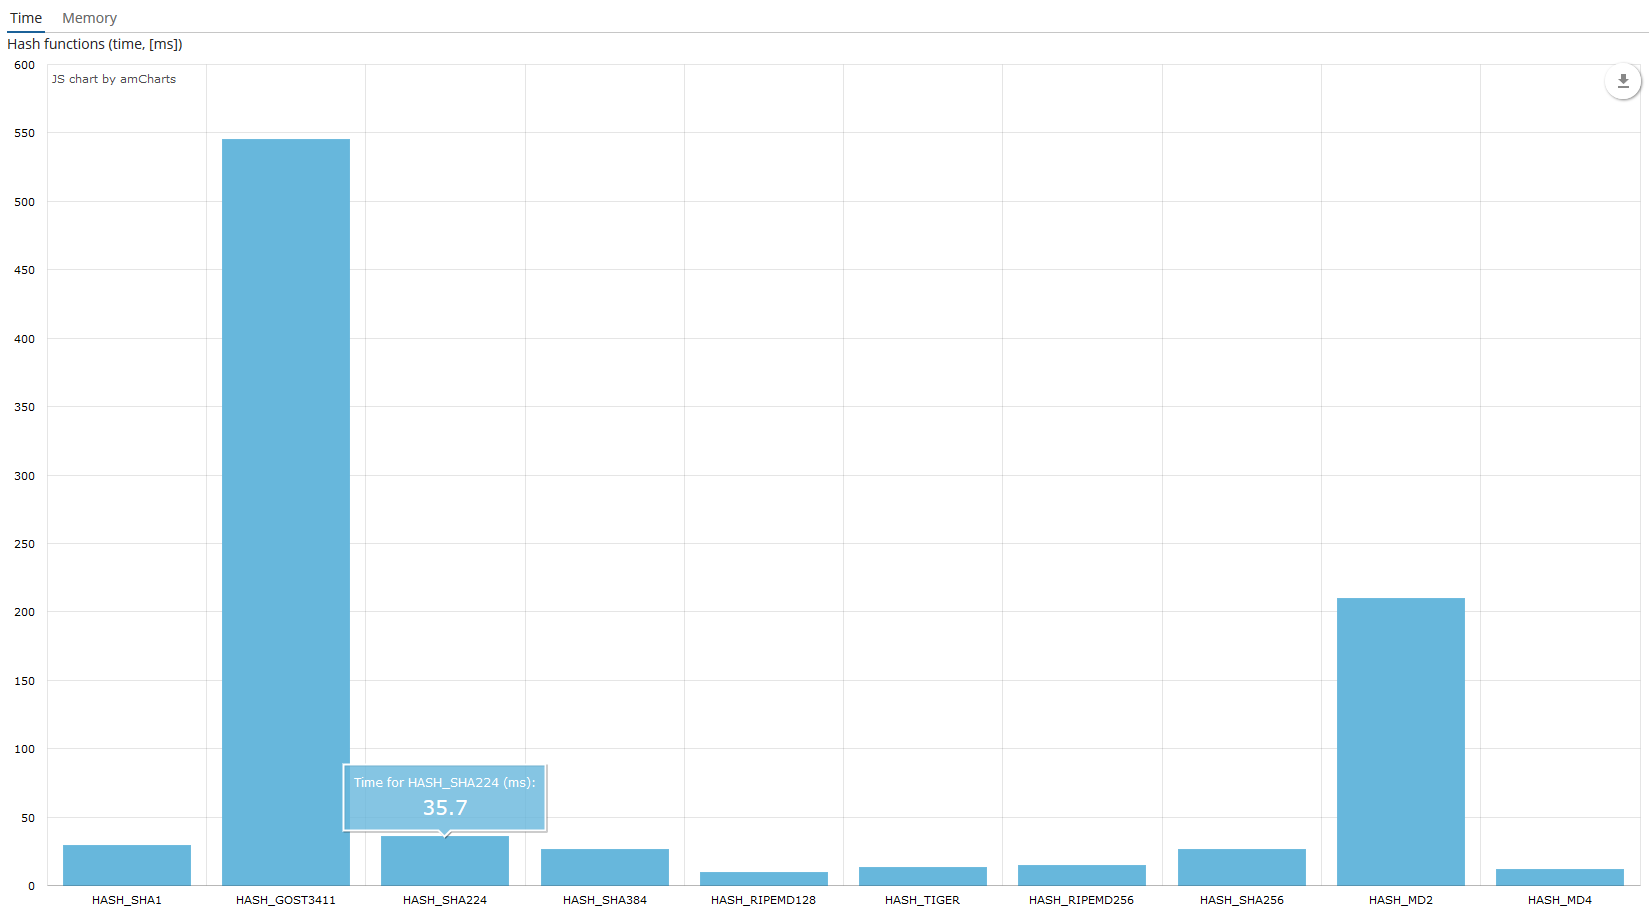 Time Memory
Hash functions (time, [ms])
JS chart by amCharts
600
550
500
450
400
350
300
250
200
150
100
50
0
Time for HASH_SHA224 (ms):
35.7
HASH_SHA1 HASH_GOST3411 HASH_SHA224 HASH_SHA384 HASH_RIPEMD128 HASH_TIGER HASH_RIPEMD256 HASH_SHA256 HASH_MD2 HASH_MD4